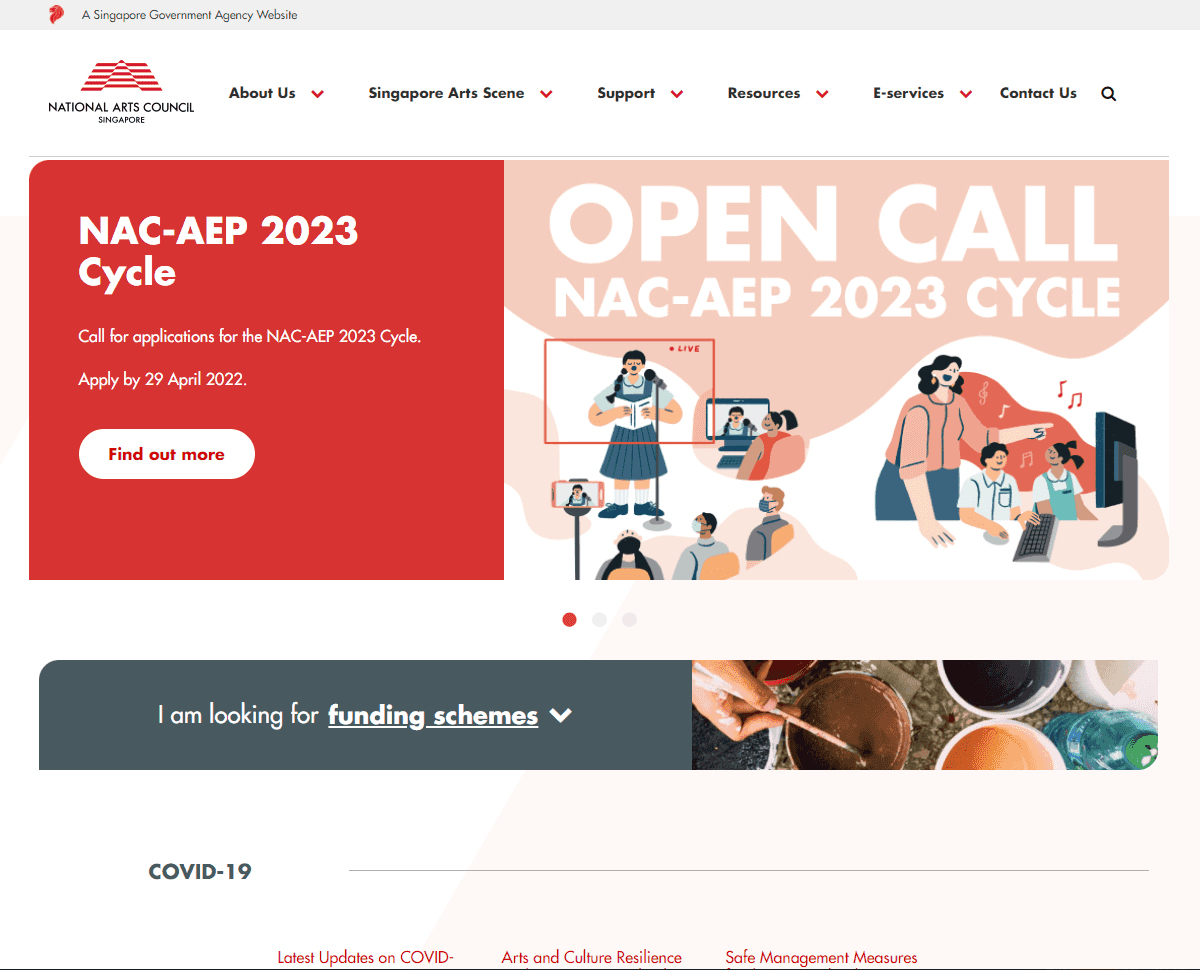 A Singapore Government Agency Website
NATIONAL ARTS COUNCIL
SINGAPORE
About Us
Singapore Arts Scene
Support
Resources
E-services
Contact Us
NAC-AEP 2023
Cycle
Call for applications for the NAC-AEP 2023 Cycle.
Apply by 29 April 2022.
Find out more
OPEN CALL
NAC-AEP 2023 CYCLE
LIVE
I am looking for funding schemes
COVID-19
Latest Updates on COVID-
Arts and Culture Resilience
Safe Management Measures